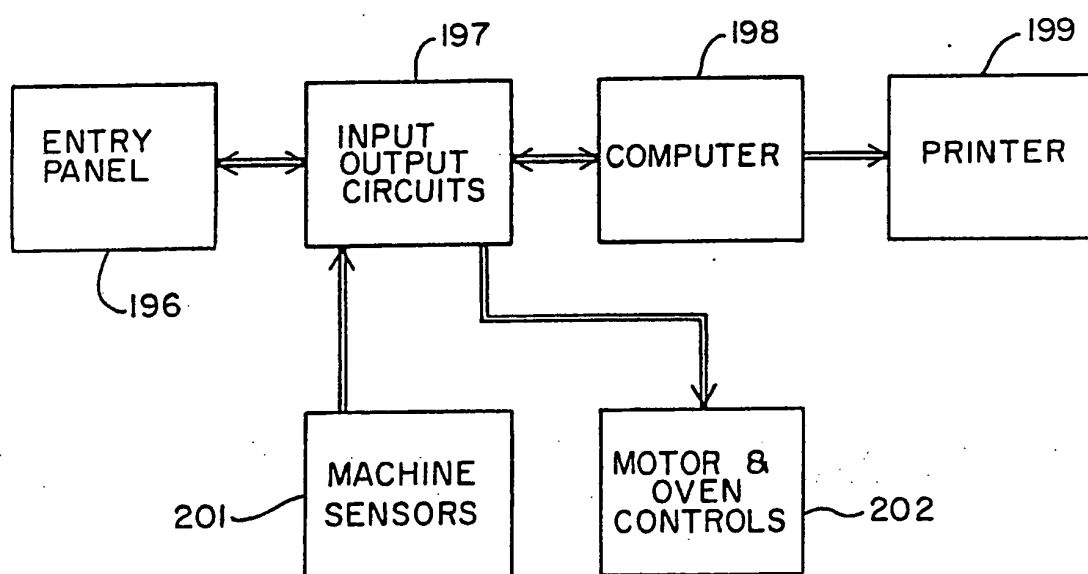 197
198
199
ENTRY
PANEL
INPUT
OUTPUT
CIRCUITS
COMPUTER
PRINTER
196
MACHINE
SENSORS
201
MOTOR &
OVEN
CONTROLS
202